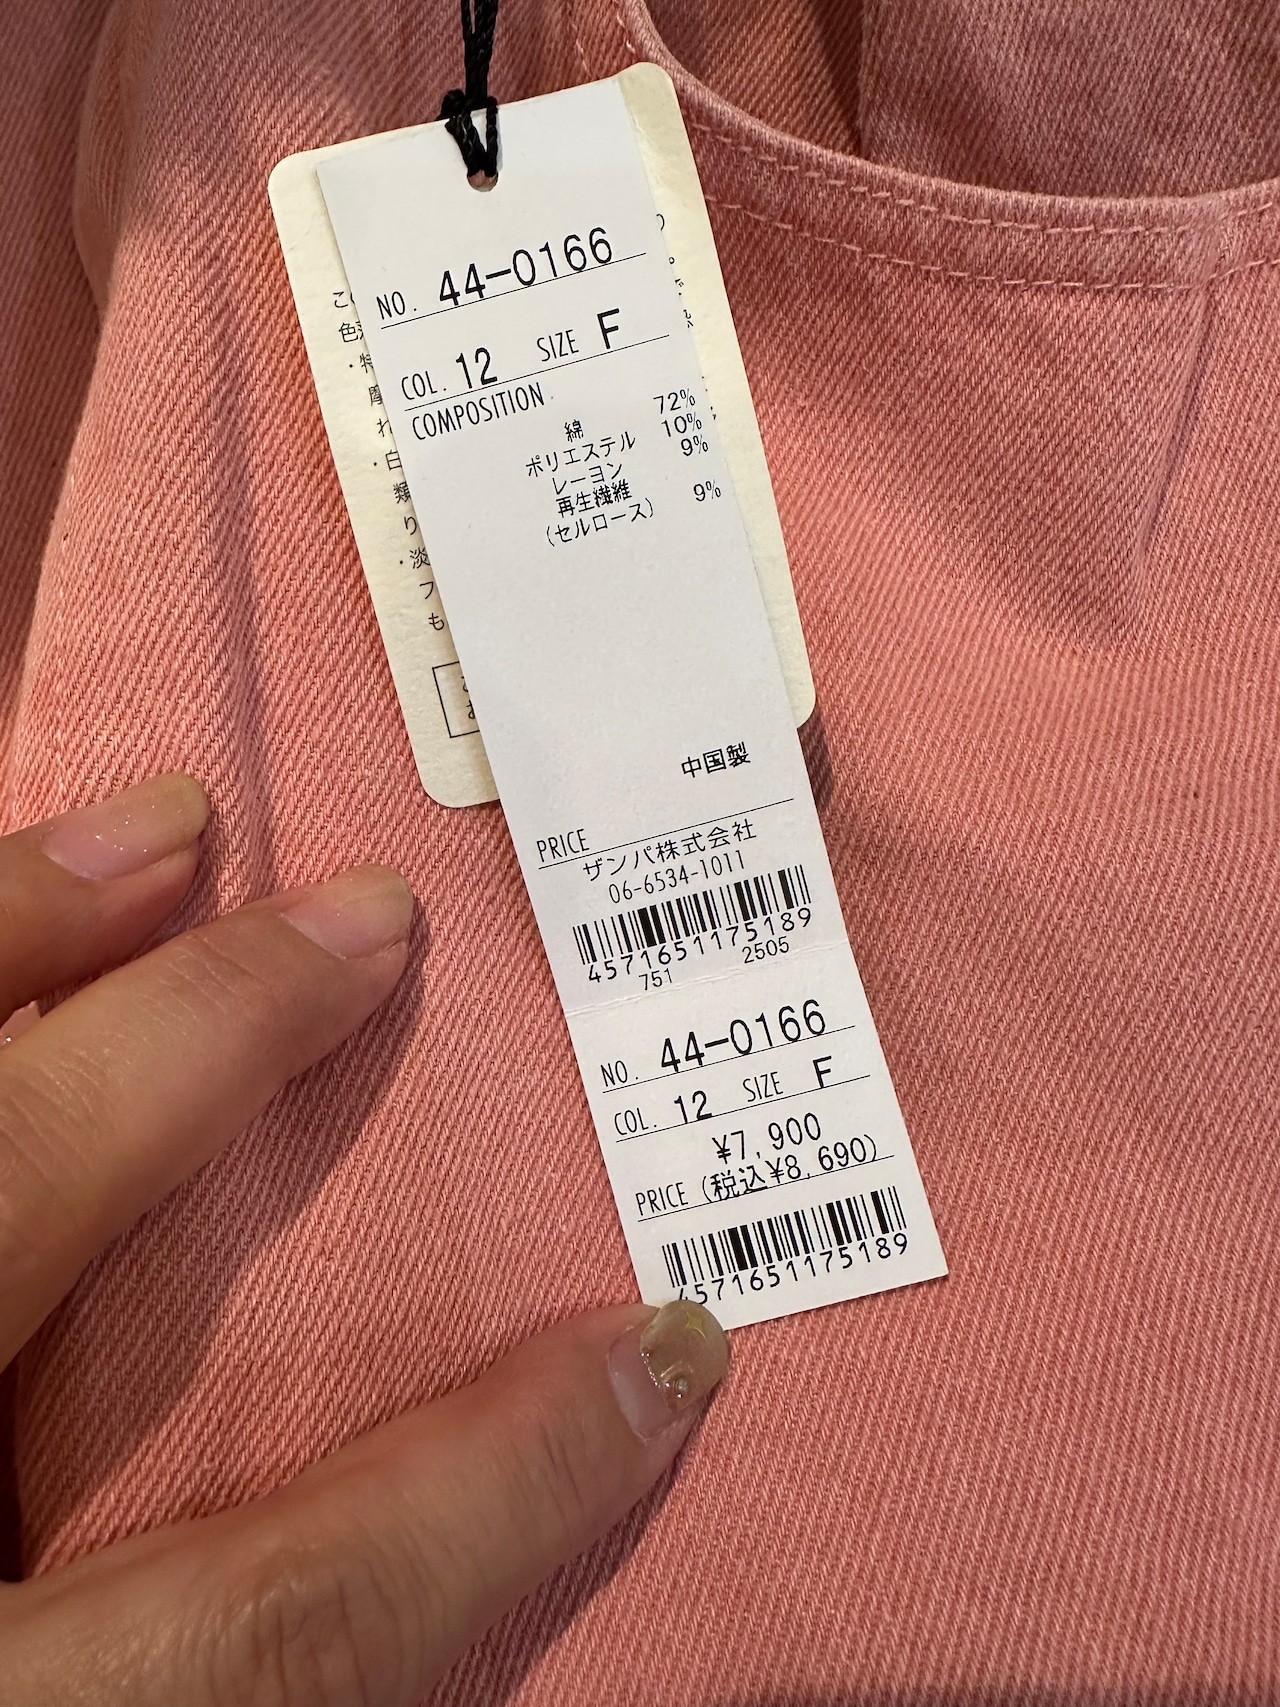 NO. 44-0166
COL. 12 SIZE F
COMPOSITION
綿 72%
ポリエステル 10%
レーヨン 9%
再生繊維
(セルロース) 9%
中国製
PRICE
ザンパ株式会社
06-6534-1011
4571651175189
751 2505
NO. 44-0166
COL. 12 SIZE F
¥7,900
PRICE (税込¥8,690)
4571651175189